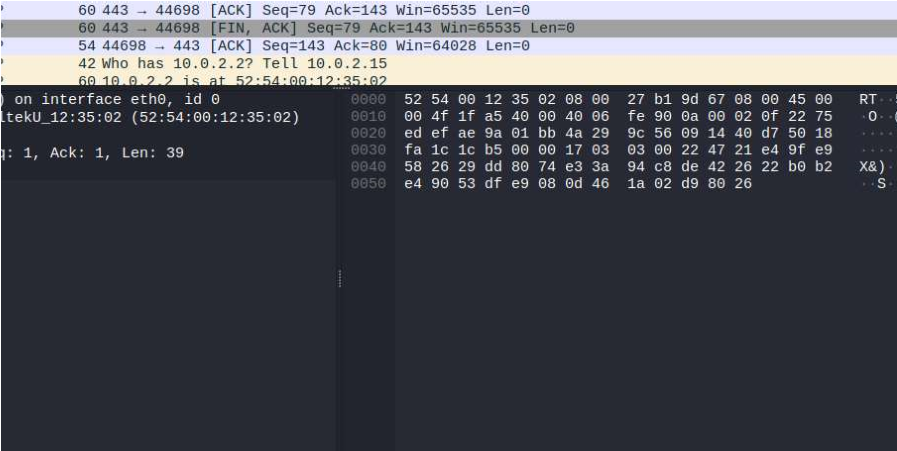 60 443 → 44698 [ACK] Seq=79 Ack=143 Win=65535 Len=0
60 443 → 44698 [FIN, ACK] Seq=79 Ack=143 Win=65535 Len=0
54 44698 → 443 [ACK] Seq=143 Ack=80 Win=64028 Len=0
42 Who has 10.0.2.2? Tell 10.0.2.15
60 10.0.2.2 is at 52:54:00:12:35:02
) on interface eth0, id 0
ltekU_12:35:02 (52:54:00:12:35:02)
q: 1, Ack: 1, Len: 39
0000 52 54 00 12 35 02 08 00 27 b1 9d 67 08 00 45 00 RT··
0010 00 4f 1f a5 40 00 40 06 fe 90 0a 00 02 0f 22 75 ·O··
0020 ed ef ae 9a 01 bb 4a 29 9c 56 09 14 40 d7 50 18 ····
0030 fa 1c 1c b5 00 00 17 03 03 00 22 47 21 e4 9f e9 ····
0040 58 26 29 dd 80 74 e3 3a 94 c8 de 42 26 22 b0 b2 X&)·
0050 e4 90 53 df e9 08 0d 46 1a 02 d9 80 26 ··S·